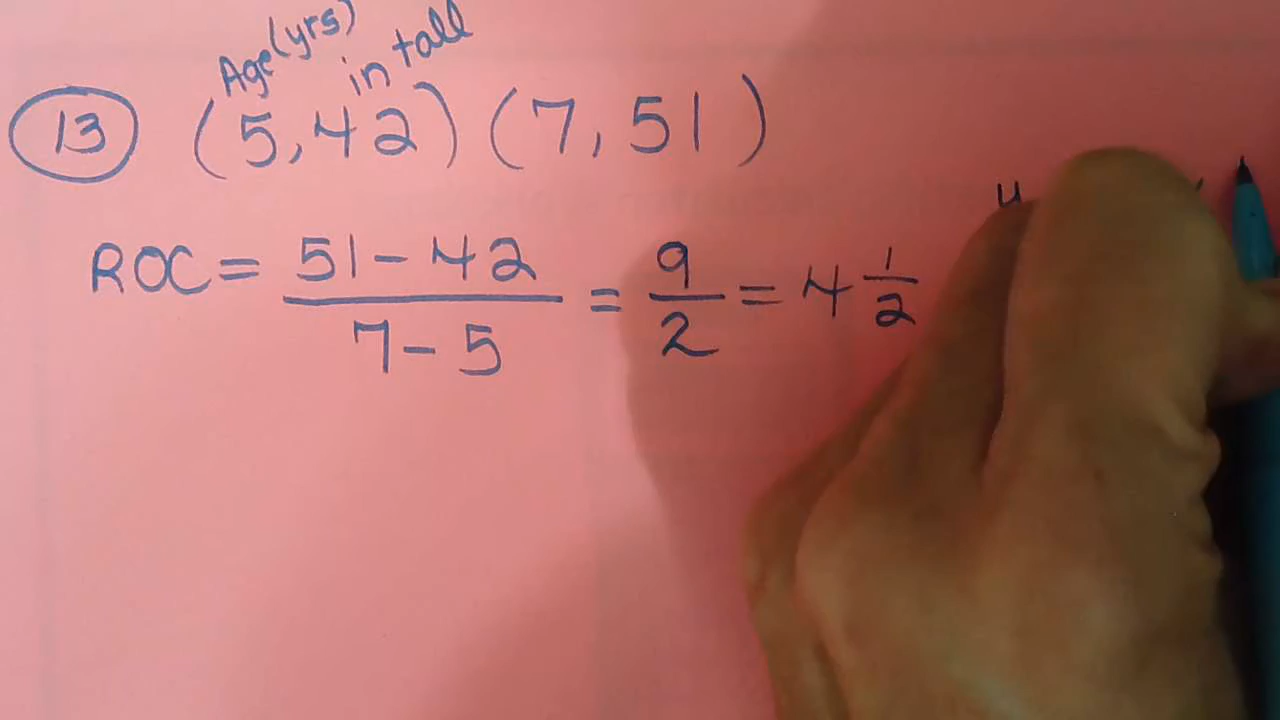 Age(yrs) in tall
13 (5,42) (7,51)
ROC = 51-42 / 7-5 = 9/2 = 4 1/2